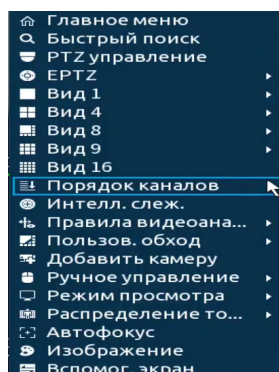 Главное меню
Быстрый поиск
PTZ управление
EPTZ
Вид 1
Вид 4
Вид 8
Вид 9
Вид 16
Порядок каналов
Интелл. слеж.
Правила видеоана...
Пользов. обход
Добавить камеру
Ручное управление
Режим просмотра
Распределение то...
Автофокус
Изображение
Вспомог. экран